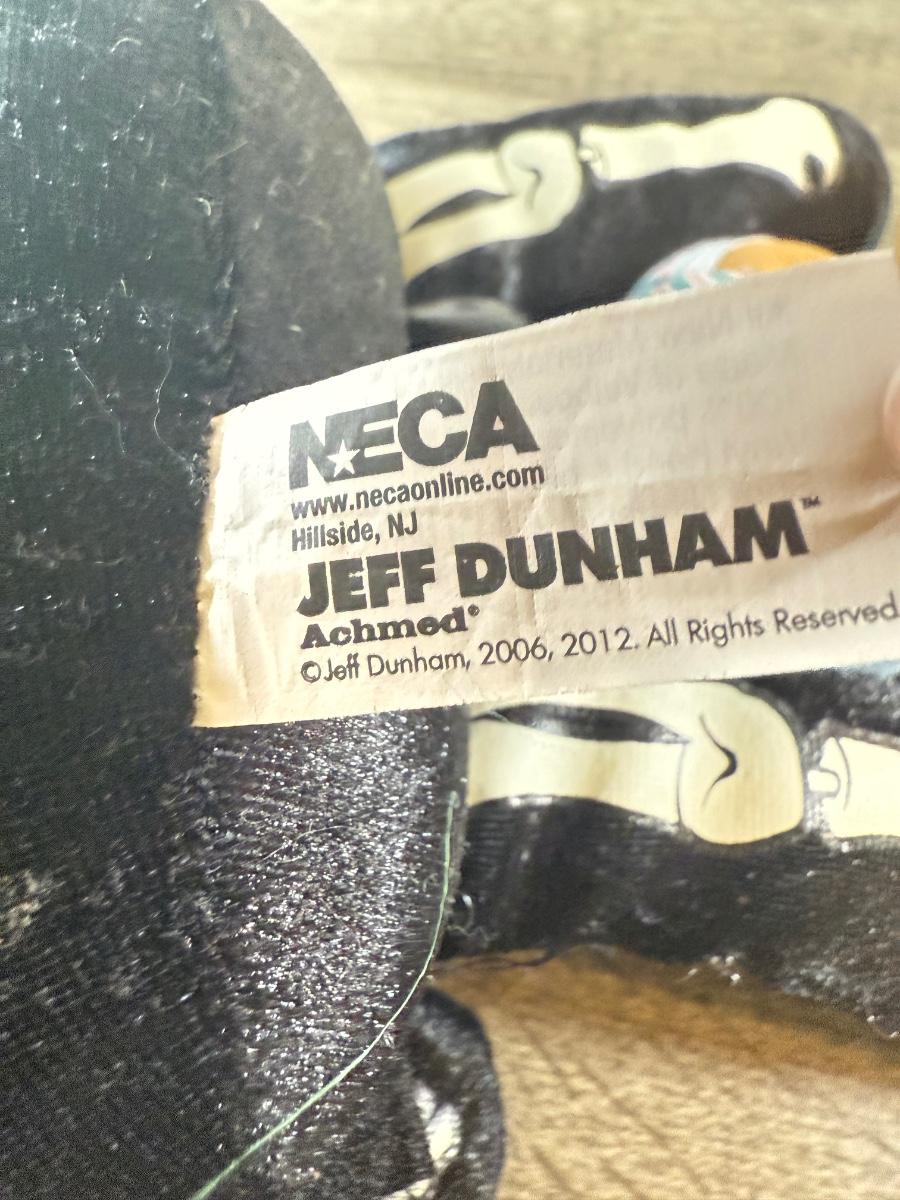 NECA
www.necaonline.com
Hillside, NJ
JEFF DUNHAM™
Achmed®
©Jeff Dunham, 2006, 2012. All Rights Reserved